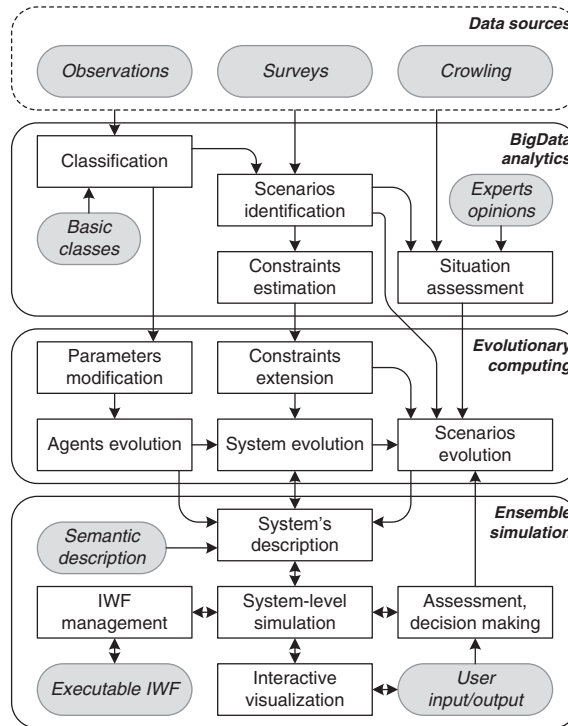 Data sources
Observations
Surveys
Crowling
BigData
analytics
Classification
Scenarios
identification
Experts
opinions
Basic
classes
Constraints
estimation
Situation
assessment
Evolutionary
computing
Parameters
modification
Constraints
extension
Agents evolution
System evolution
Scenarios
evolution
Ensemble
simulation
System's
description
Semantic
description
IWF
management
System-level
simulation
Assessment,
decision making
Executable IWF
Interactive
visualization
User
input/output